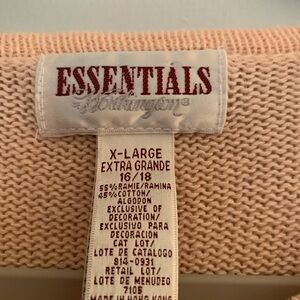 ESSENTIALS
Worthington®
X-LARGE
EXTRA GRANDE
16/18
55% RAMIE/RAMINA
45% COTTON/
ALGODON
EXCLUSIVE OF
DECORATION/
EXCLUSIVO PARA
DECORACION
CAT LOT/
LOTE DE CATALOGO
814-0931
RETAIL LOT/
LOTE DE MENUDEO
7105
MADE IN HONG KONG